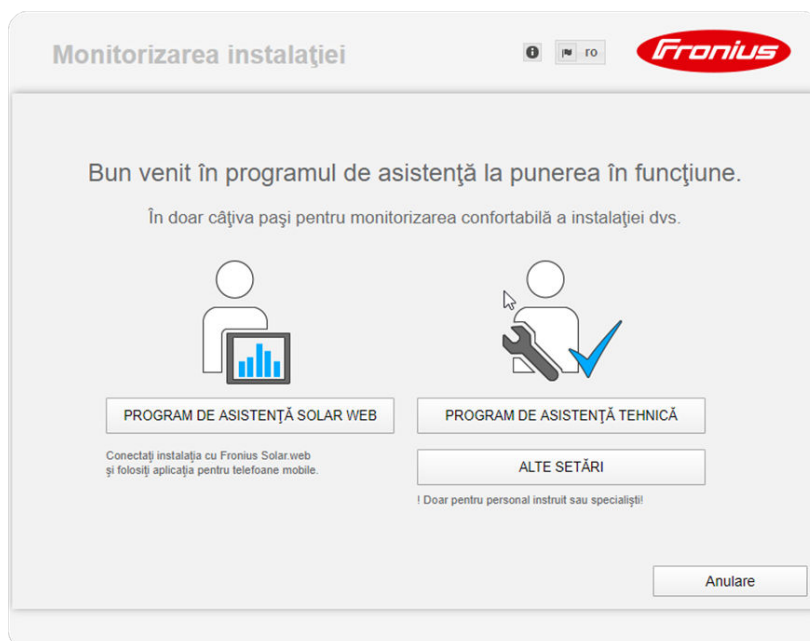 Monitorizarea instalaţiei
ro
Fronius
Bun venit în programul de asistenţă la punerea în funcţiune.
În doar câţiva paşi pentru monitorizarea confortabilă a instalaţiei dvs.
PROGRAM DE ASISTENŢĂ SOLAR WEB
PROGRAM DE ASISTENŢĂ TEHNICĂ
Conectaţi instalaţia cu Fronius Solar.web
şi folosiţi aplicaţia pentru telefoane mobile.
ALTE SETĂRI
! Doar pentru personal instruit sau specialişti!
Anulare